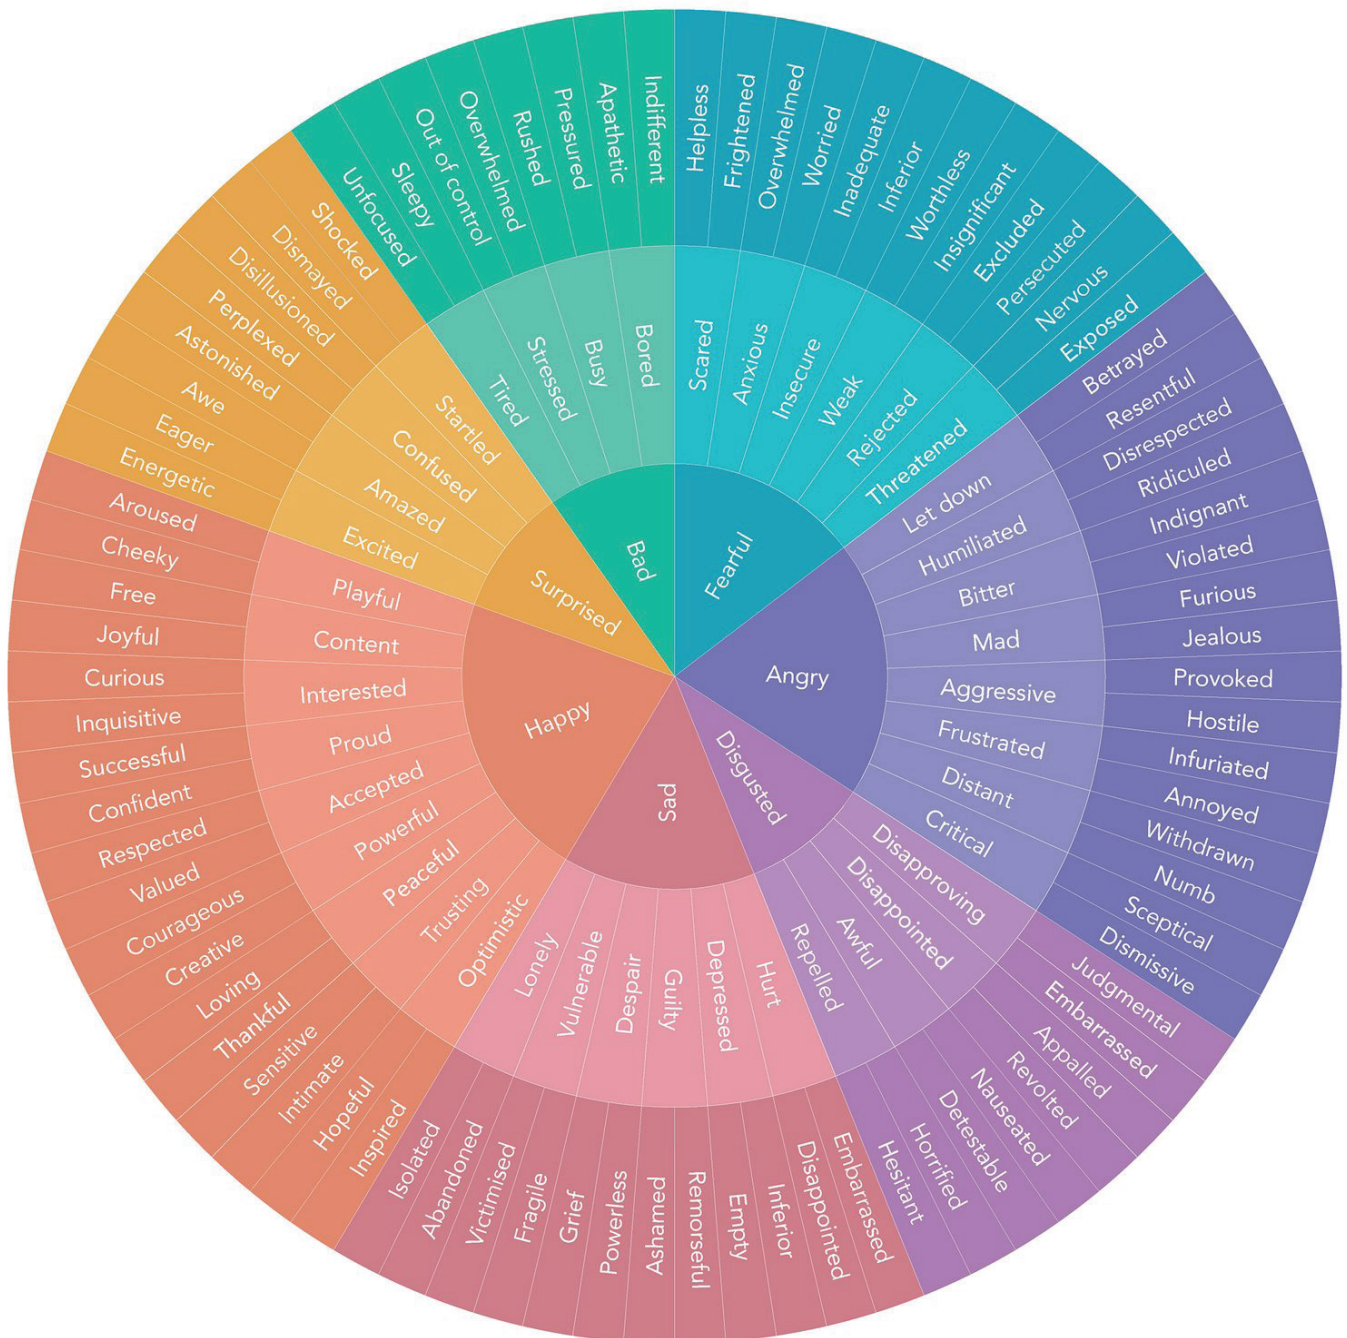 Fearful
Angry
Disgusted
Sad
Happy
Surprised
Bad
Scared
Anxious
Insecure
Weak
Rejected
Threatened
Let down
Humiliated
Bitter
Mad
Aggressive
Frustrated
Distant
Critical
Disapproving
Disappointed
Awful
Repelled
Hurt
Depressed
Guilty
Despair
Vulnerable
Lonely
Optimistic
Trusting
Peaceful
Powerful
Accepted
Proud
Interested
Content
Playful
Excited
Amazed
Confused
Startled
Tired
Stressed
Busy
Bored
Helpless
Frightened
Overwhelmed
Worried
Inadequate
Inferior
Worthless
Insignificant
Excluded
Persecuted
Nervous
Exposed
Betrayed
Resentful
Disrespected
Ridiculed
Indignant
Violated
Furious
Jealous
Provoked
Hostile
Infuriated
Annoyed
Withdrawn
Numb
Sceptical
Dismissive
Judgmental
Embarrassed
Appalled
Revolted
Nauseated
Detestable
Horrified
Hesitant
Embarrassed
Disappointed
Inferior
Empty
Remorseful
Ashamed
Powerless
Grief
Fragile
Victimised
Abandoned
Isolated
Inspired
Hopeful
Intimate
Sensitive
Thankful
Loving
Creative
Courageous
Valued
Respected
Confident
Successful
Inquisitive
Curious
Joyful
Free
Cheeky
Aroused
Energetic
Eager
Awe
Astonished
Perplexed
Disillusioned
Dismayed
Shocked
Unfocused
Sleepy
Out of control
Overwhelmed
Rushed
Pressured
Apathetic
Indifferent